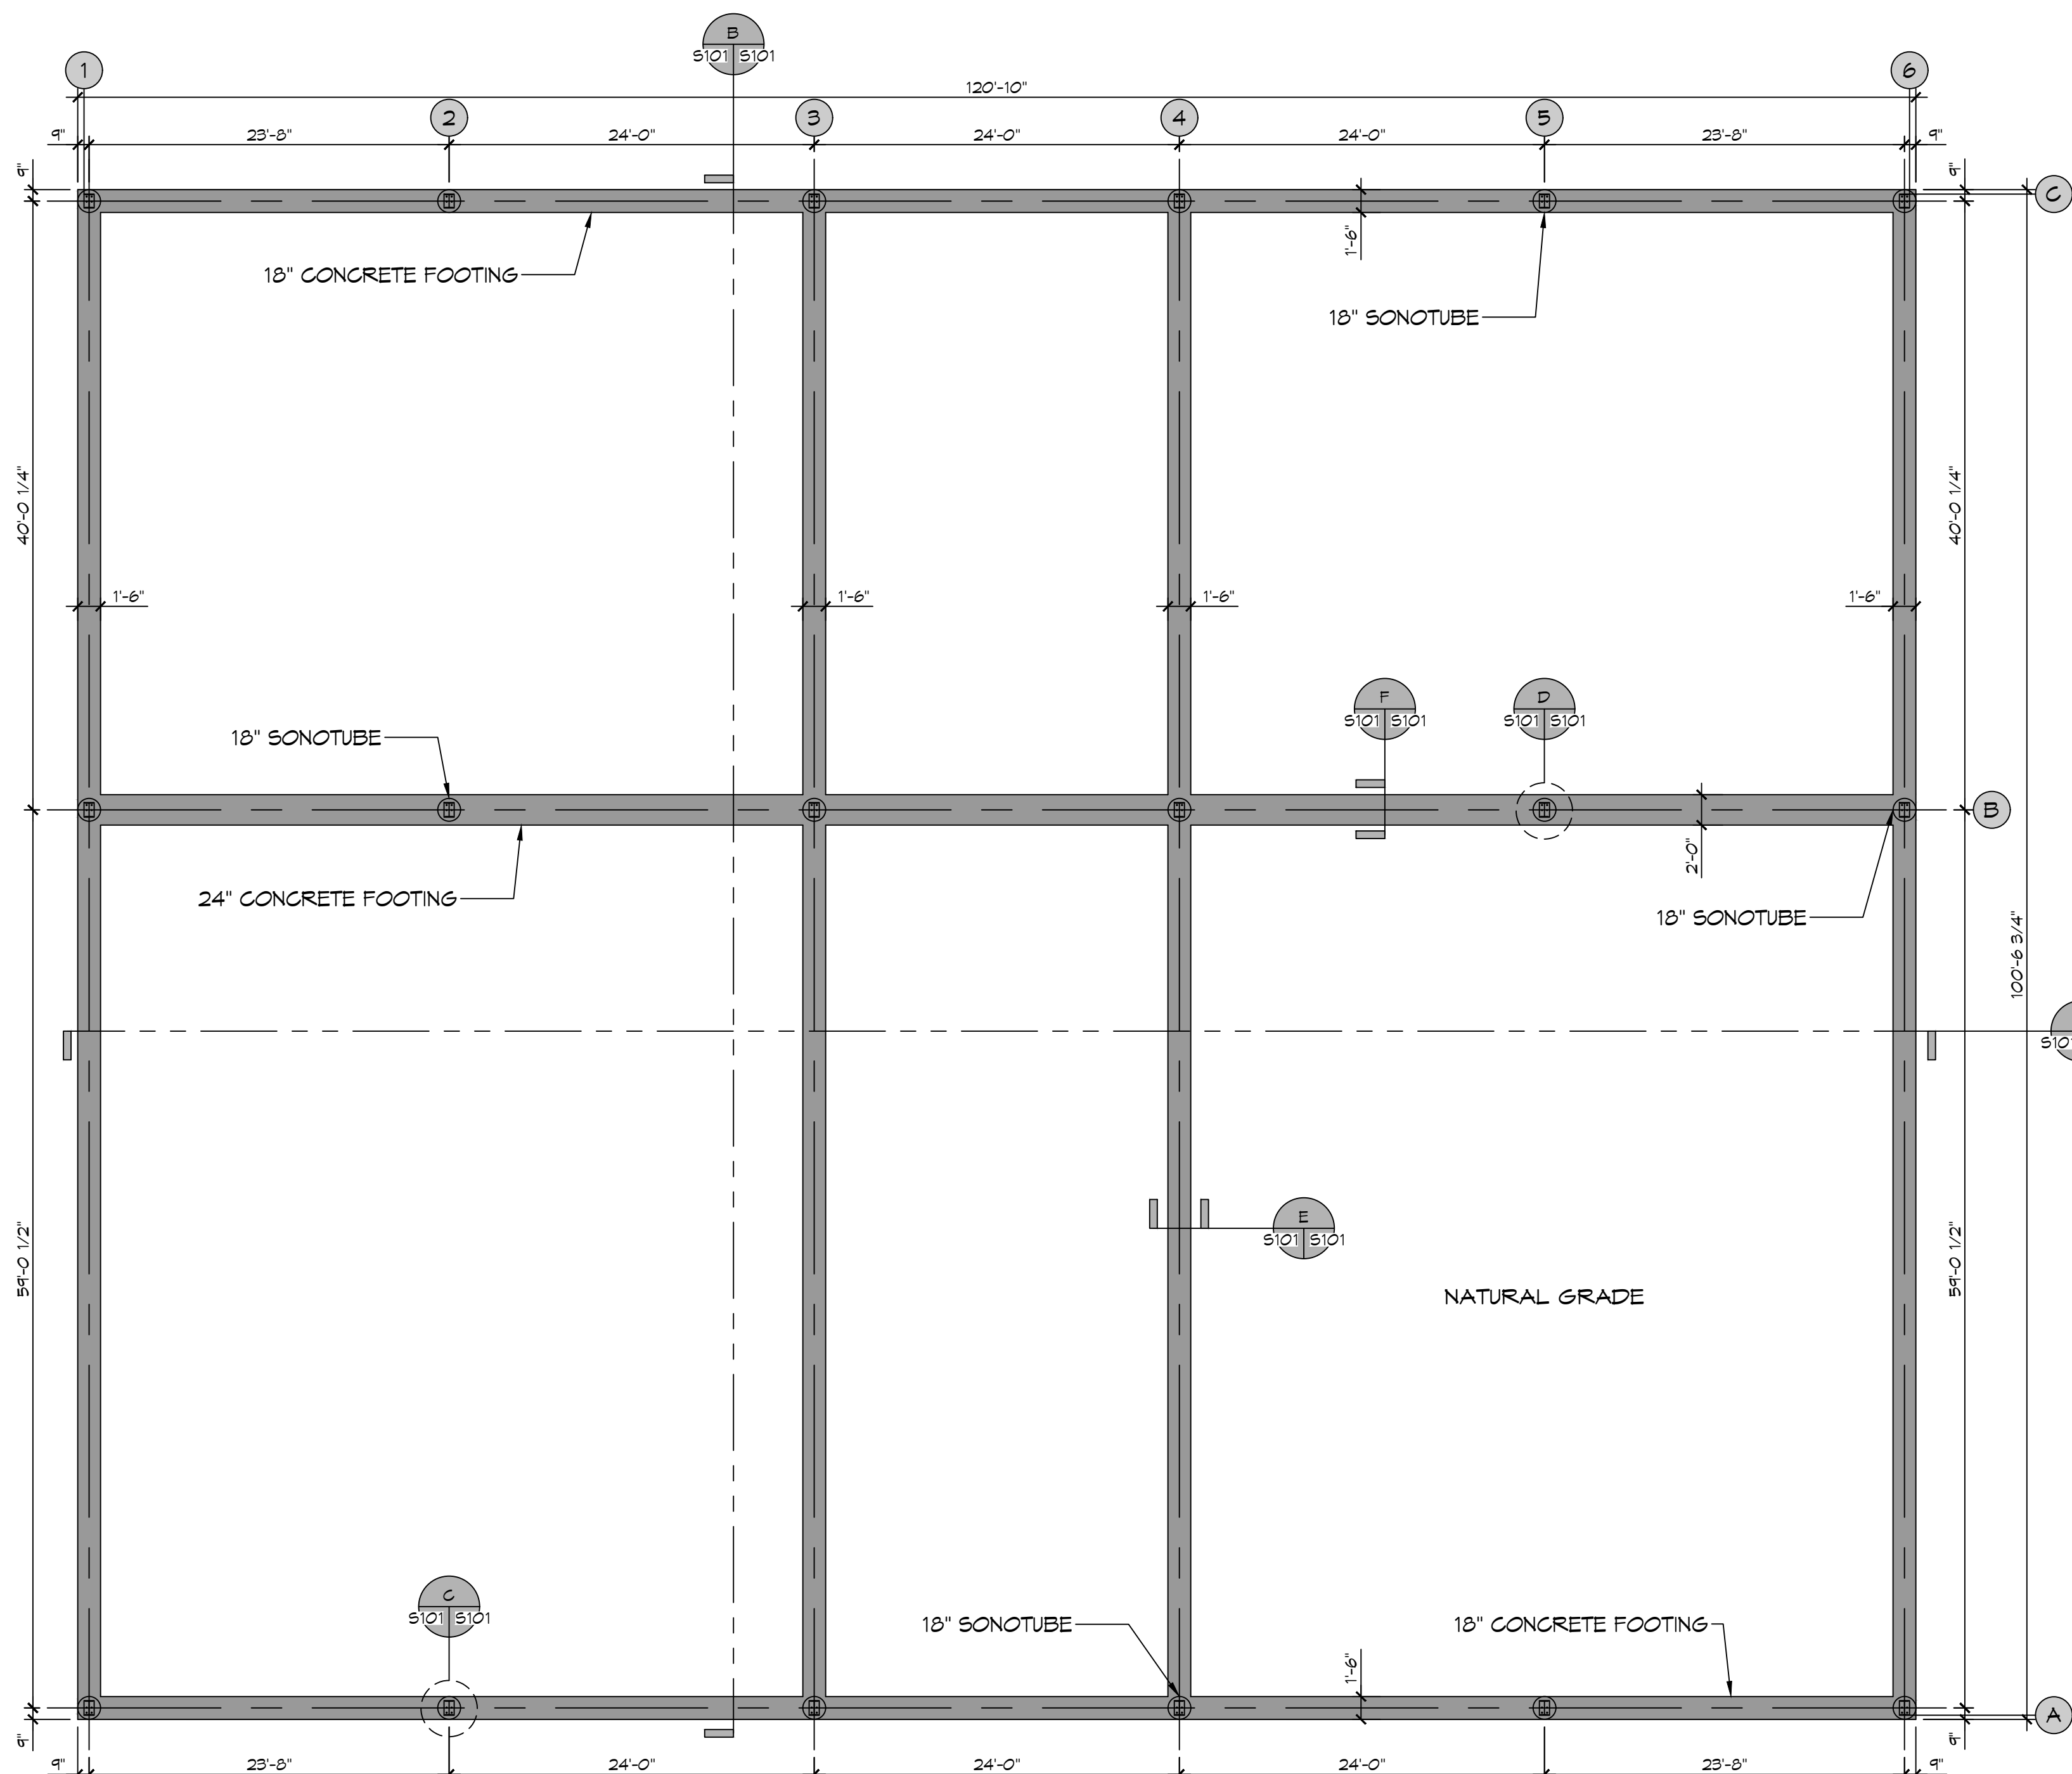 B
S101 S101
1
6
120'-10"
2
3
4
5
9" 23'-8" 24'-0" 24'-0" 24'-0" 23'-8" 9"
9"
9"
C
1'-6"
18" CONCRETE FOOTING
18" SONOTUBE
40'-0 1/4"
40'-0 1/4"
1'-6" 1'-6" 1'-6" 1'-6"
F
S101 S101
D
S101 S101
18" SONOTUBE
B
2'-0"
24" CONCRETE FOOTING
18" SONOTUBE
100'-6 3/4"
S101
E
S101 S101
59'-0 1/2"
59'-0 1/2"
NATURAL GRADE
C
S101 S101
18" SONOTUBE
18" CONCRETE FOOTING
1'-6"
A
9"
9"
9" 23'-8" 24'-0" 24'-0" 24'-0" 23'-8" 9"